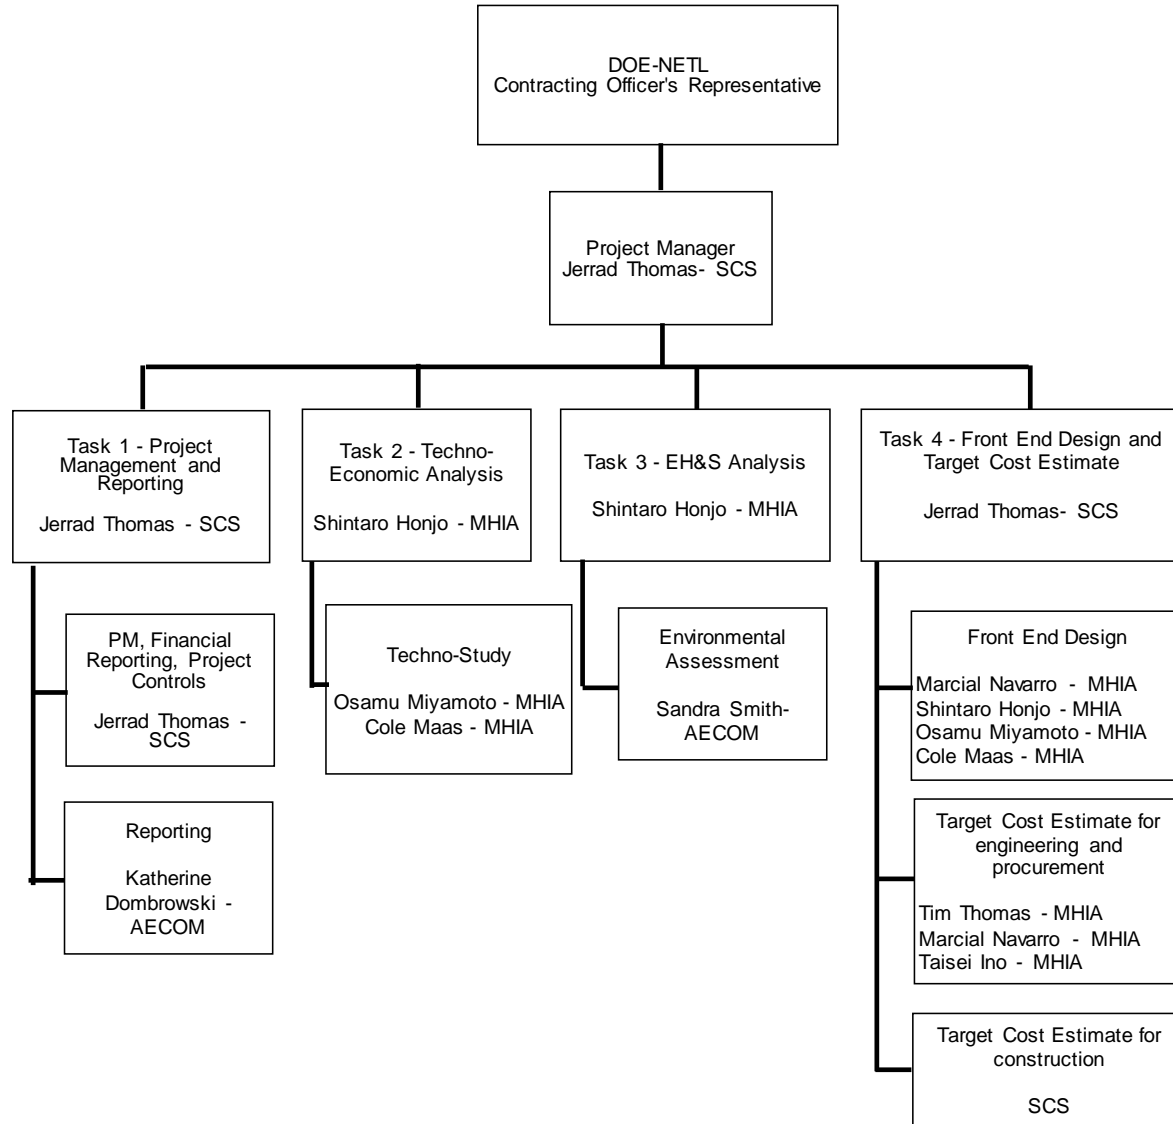 DOE-NETL
Contracting Officer's Representative
Project Manager
Jerrad Thomas- SCS
Task 1 - Project
Management and
Reporting
Jerrad Thomas - SCS
Task 2 - Techno-
Economic Analysis
Shintaro Honjo - MHIA
Task 3 - EH&S Analysis
Shintaro Honjo - MHIA
Task 4 - Front End Design and
Target Cost Estimate
Jerrad Thomas- SCS
PM, Financial
Reporting, Project
Controls
Jerrad Thomas -
SCS
Reporting
Katherine
Dombrowski -
AECOM
Techno-Study
Osamu Miyamoto - MHIA
Cole Maas - MHIA
Environmental
Assessment
Sandra Smith-
AECOM
Front End Design
Marcial Navarro - MHIA
Shintaro Honjo - MHIA
Osamu Miyamoto - MHIA
Cole Maas - MHIA
Target Cost Estimate for
engineering and
procurement
Tim Thomas - MHIA
Marcial Navarro - MHIA
Taisei Ino - MHIA
Target Cost Estimate for
construction
SCS